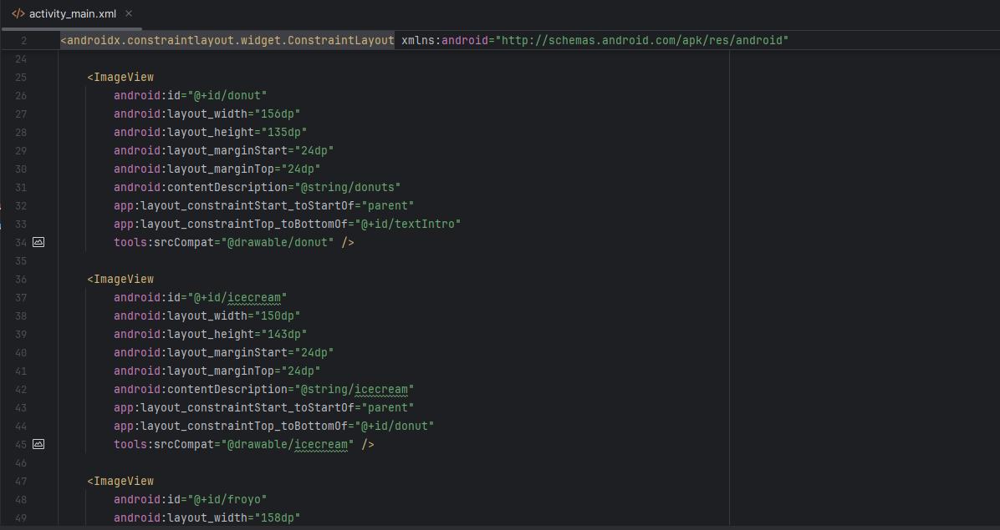 </> activity_main.xml ×
2 <androidx.constraintlayout.widget.ConstraintLayout xmlns:android="http://schemas.android.com/apk/res/android"
24
25 <ImageView
26 android:id="@+id/donut"
27 android:layout_width="156dp"
28 android:layout_height="135dp"
29 android:layout_marginStart="24dp"
30 android:layout_marginTop="24dp"
31 android:contentDescription="@string/donuts"
32 app:layout_constraintStart_toStartOf="parent"
33 app:layout_constraintTop_toBottomOf="@+id/textIntro"
34 tools:srcCompat="@drawable/donut" />
35
36 <ImageView
37 android:id="@+id/icecream"
38 android:layout_width="150dp"
39 android:layout_height="143dp"
40 android:layout_marginStart="24dp"
41 android:layout_marginTop="24dp"
42 android:contentDescription="@string/icecream"
43 app:layout_constraintStart_toStartOf="parent"
44 app:layout_constraintTop_toBottomOf="@+id/donut"
45 tools:srcCompat="@drawable/icecream" />
46
47 <ImageView
48 android:id="@+id/froyo"
49 android:layout_width="158dp"